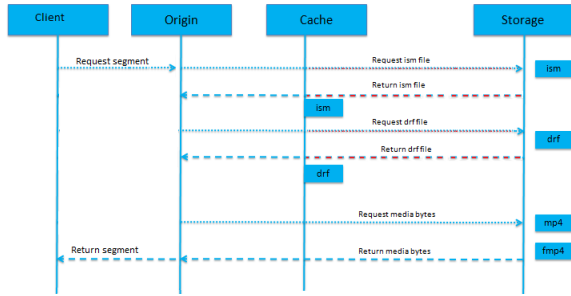 Client
Origin
Cache
Storage
Request segment
Request ism file
ism
Return ism file
ism
Request drf file
drf
Return drf file
drf
Request media bytes
mp4
Return segment
Return media bytes
fmp4